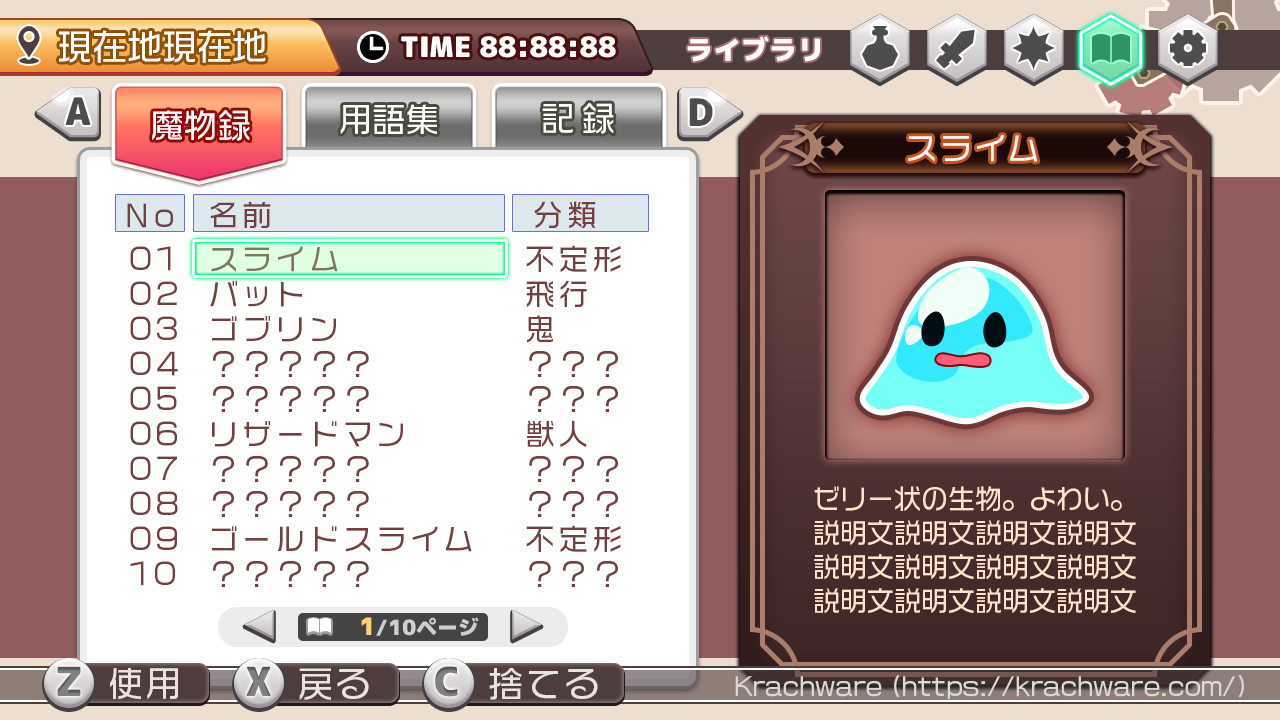 現在地現在地
TIME 88:88:88
ライブラリ
A
魔物録
用語集
記録
D
No 名前 分類
01 スライム 不定形
02 バット 飛行
03 ゴブリン 鬼
04 ????? ???
05 ????? ???
06 リザードマン 獣人
07 ????? ???
08 ????? ???
09 ゴールドスライム 不定形
10 ????? ???
1/10ページ
スライム
ゼリー状の生物。よわい。
説明文説明文説明文説明文
説明文説明文説明文説明文
説明文説明文説明文説明文
Z 使用 X 戻る C 捨てる
Krachware (https://krachware.com/)